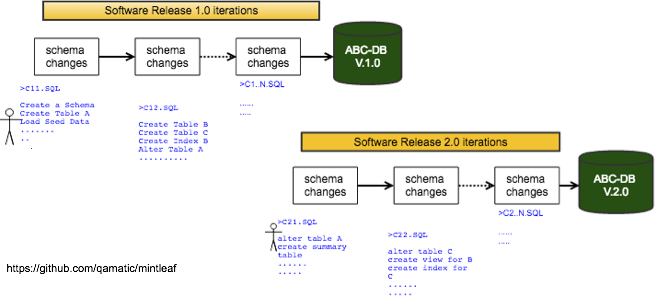 Software Release 1.0 iterations
schema
changes
schema
changes
schema
changes
ABC-DB
V.1.0
>C11.SQL
Create a Schema
Create Table A
Load Seed Data
.......
..
>C12.SQL
Create Table B
Create Table C
Create Index B
Alter Table A
..........
>C1..N.SQL
......
.....
Software Release 2.0 iterations
schema
changes
schema
changes
schema
changes
ABC-DB
V.2.0
>C21.SQL
alter table A
create summary
table
......
.....
>C22.SQL
alter table C
create view for B
create index for
C
......
......
>C2..N.SQL
......
.....
https://github.com/qamatic/mintleaf